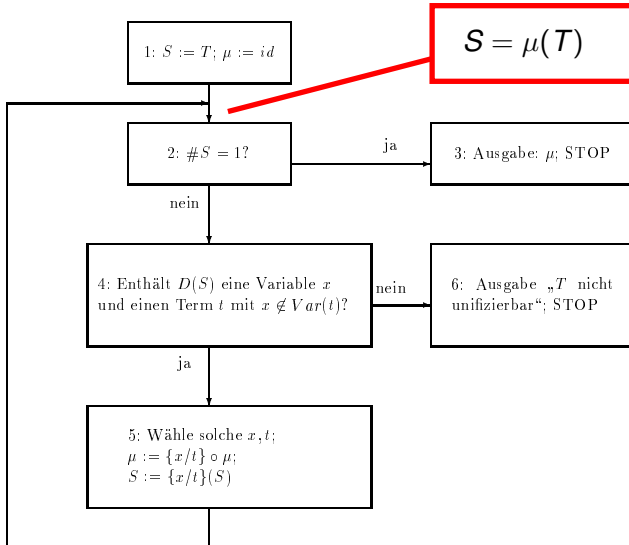 S = μ(T)
1: S := T; μ := id
2: #S = 1?
ja
3: Ausgabe: μ; STOP
nein
4: Enthält D(S) eine Variable x
und einen Term t mit x ∉ Var(t)?
nein
6: Ausgabe „T nicht
unifizierbar“; STOP
ja
5: Wähle solche x, t;
μ := {x/t} ∘ μ;
S := {x/t}(S)